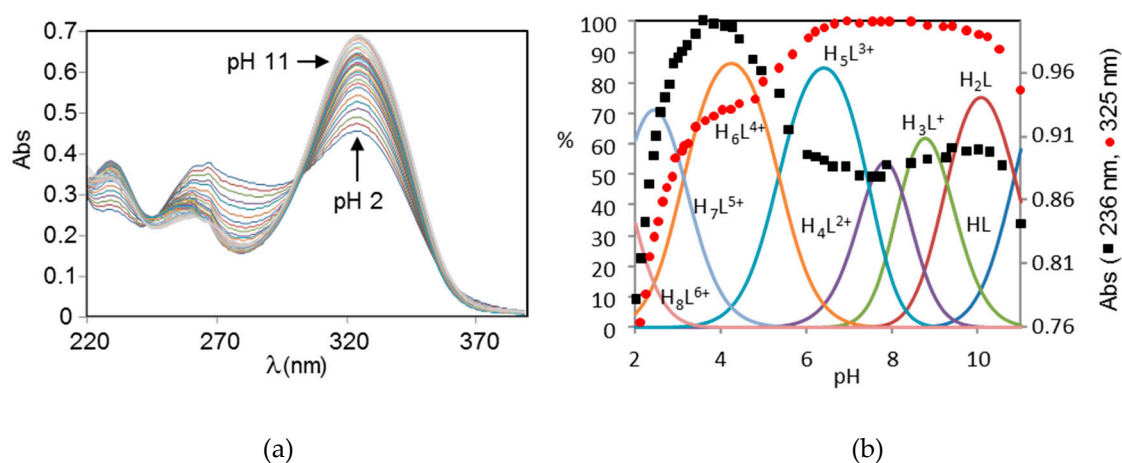 0.7
0.6
0.5
0.4
0.3
0.2
0.1
0
Abs
220
270
320
370
λ(nm)
pH 11
pH 2
(a)
100
90
80
70
60
50
40
30
20
10
0
%
2
4
6
8
10
pH
H₈L⁶⁺
H₇L⁵⁺
H₆L⁴⁺
H₅L³⁺
H₄L²⁺
H₃L⁺
H₂L
HL
0.96
0.91
0.86
0.81
0.76
Abs (■ 236 nm, ● 325 nm)
(b)